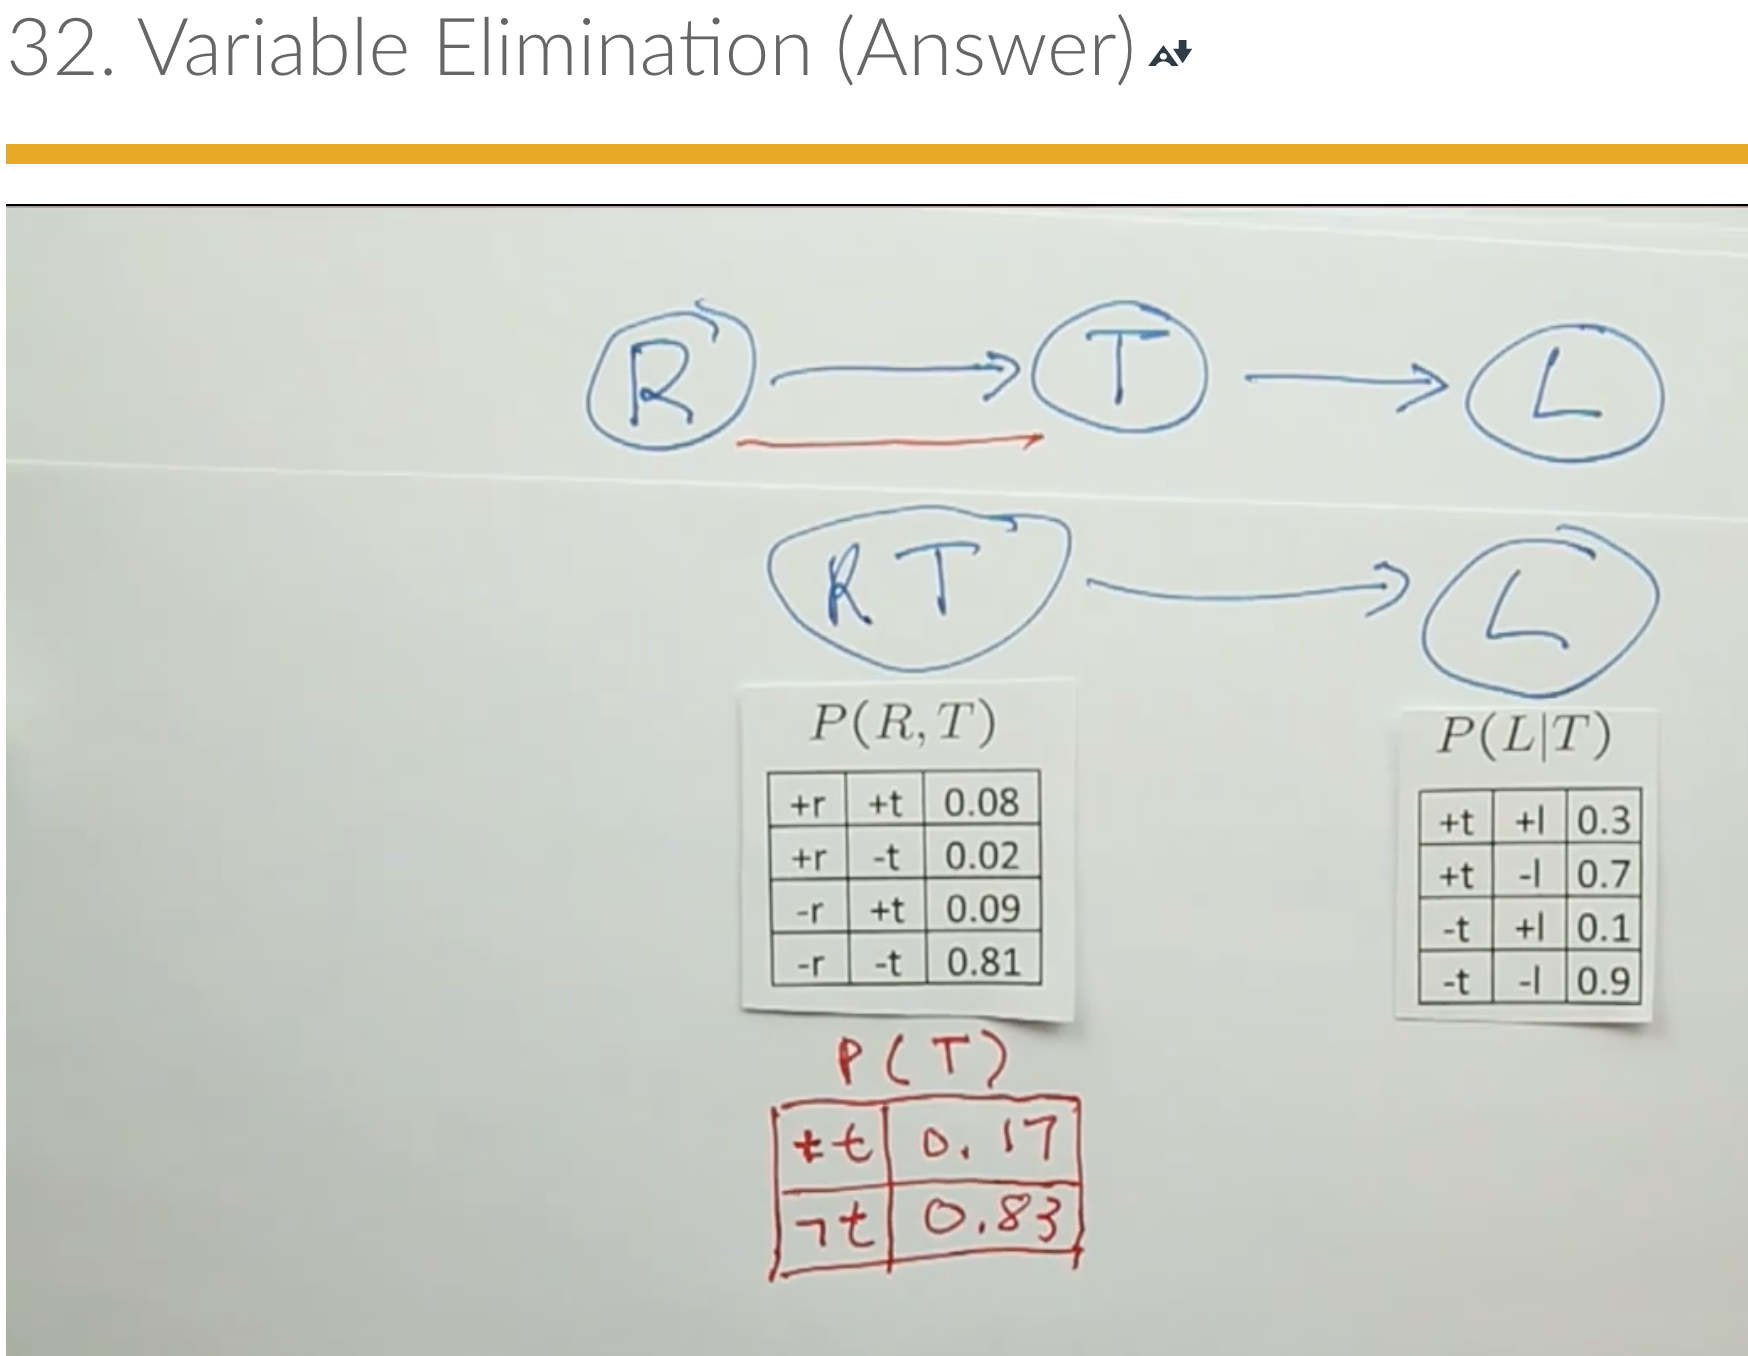 32. Variable Elimination (Answer)
R T L
R T L
P(R, T)
+r +t 0.08
+r -t 0.02
-r +t 0.09
-r -t 0.81
P(L|T)
+t +l 0.3
+t -l 0.7
-t +l 0.1
-t -l 0.9
P(T)
+t 0.17
¬t 0.83